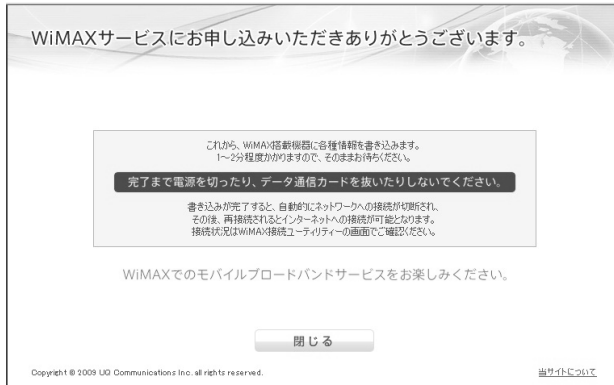 WiMAXサービスにお申し込みいただきありがとうございます。
これから、WiMAX搭載機器に各種情報を書き込みます。
1～2分程度かかりますので、そのままお待ちください。
完了まで電源を切ったり、データ通信カードを抜いたりしないでください。
書き込みが完了すると、自動的にネットワークへの接続が切断され、
その後、再接続されるとインターネットへの接続が可能となります。
接続状況はWiMAX接続ユーティリティーの画面でご確認ください。
WiMAXでのモバイルブロードバンドサービスをお楽しみください。
閉じる
Copyright © 2009 UQ Communications Inc. all rights reserved.
当サイトについて